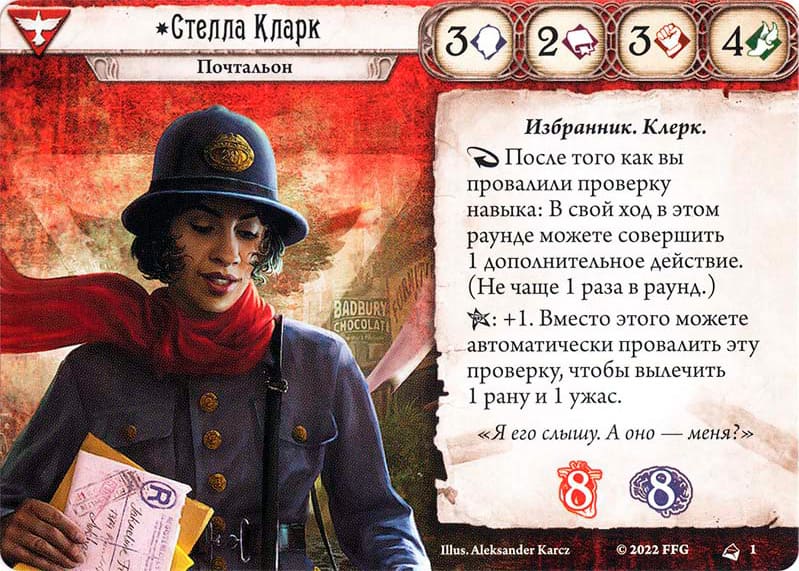 *Стелла Кларк
Почтальон
3 2 3 4
Избранник. Клерк.
После того как вы
провалили проверку
навыка: В свой ход в этом
раунде можете совершить
1 дополнительное действие.
(Не чаще 1 раза в раунд.)
: +1. Вместо этого можете
автоматически провалить эту
проверку, чтобы вылечить
1 рану и 1 ужас.
«Я его слышу. А оно — меня?»
8 8
BADBURY
CHOCOLAT
R
Illus. Aleksander Karcz © 2022 FFG 1